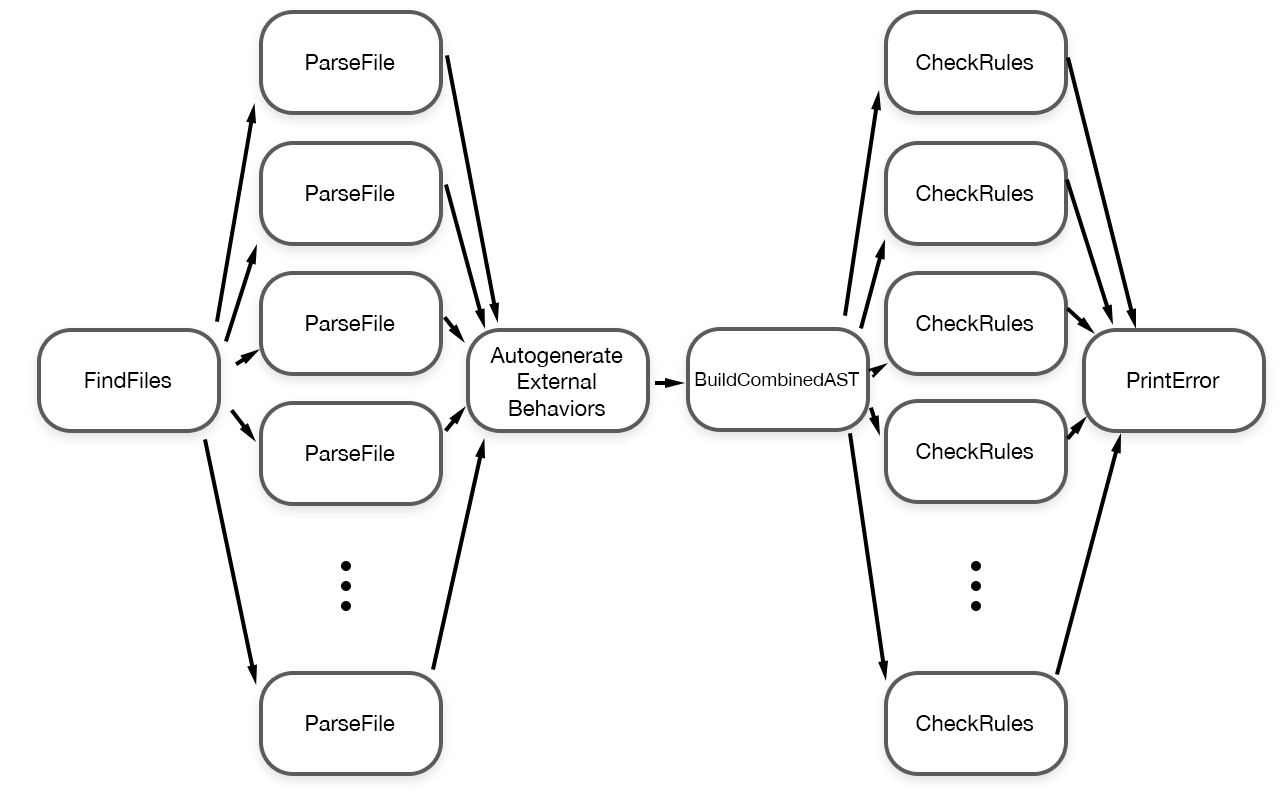 FindFiles
ParseFile
ParseFile
ParseFile
ParseFile
ParseFile
Autogenerate
External
Behaviors
BuildCombinedAST
CheckRules
CheckRules
CheckRules
CheckRules
CheckRules
PrintError